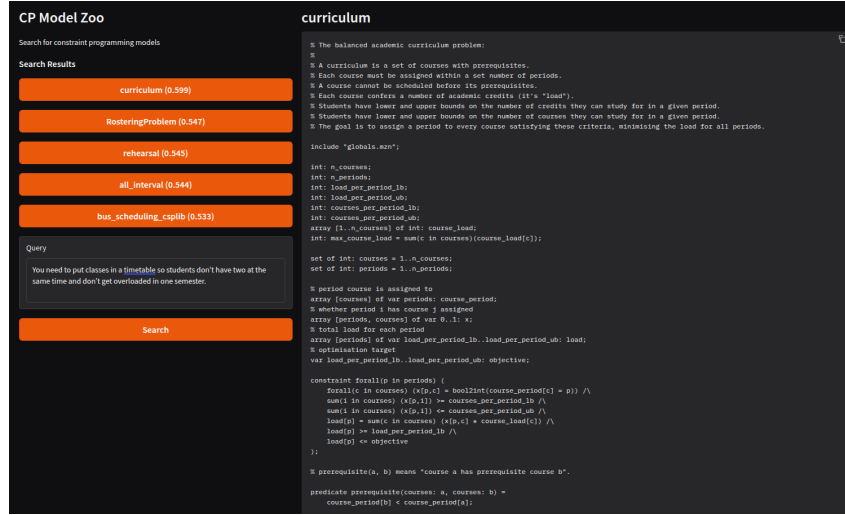 CP Model Zoo
Search for constraint programming models
Search Results
curriculum (0.599)
RosteringProblem (0.547)
rehearsal (0.545)
all_interval (0.544)
bus_scheduling_csplib (0.533)
Query
You need to put classes in a timetable so students don't have two at the
same time and don't get overloaded in one semester.
Search
curriculum
% The balanced academic curriculum problem:
%
% A curriculum is a set of courses with prerequisites.
% Each course must be assigned within a set number of periods.
% A course cannot be scheduled before its prerequisites.
% Each course confers a number of academic credits (it's "load").
% Students have lower and upper bounds on the number of credits they can study for in a given period.
% Students have lower and upper bounds on the number of courses they can study for in a given period.
% The goal is to assign a period to every course satisfying these criteria, minimising the load for all periods.
include "globals.mzn";
int: n_courses;
int: n_periods;
int: load_per_period_lb;
int: load_per_period_ub;
int: courses_per_period_lb;
int: courses_per_period_ub;
array [1..n_courses] of int: course_load;
int: max_course_load = sum(c in courses)(course_load[c]);
set of int: courses = 1..n_courses;
set of int: periods = 1..n_periods;
% period course is assigned to
array [courses] of var periods: course_period;
% whether period i has course j assigned
array [periods, courses] of var 0..1: x;
% total load for each period
array [periods] of var load_per_period_lb..load_per_period_ub: load;
% optimisation target
var load_per_period_lb..load_per_period_ub: objective;
constraint forall(p in periods) (
forall(c in courses) (x[p,c] = bool2int(course_period[c] = p)) /\
sum(i in courses) (x[p,i]) >= courses_per_period_lb /\
sum(i in courses) (x[p,i]) <= courses_per_period_ub /\
load[p] = sum(c in courses) (x[p,c] * course_load[c]) /\
load[p] >= load_per_period_lb /\
load[p] <= objective
);
% prerequisite(a, b) means "course a has prerequisite course b".
predicate prerequisite(courses: a, courses: b) =
course_period[b] < course_period[a];